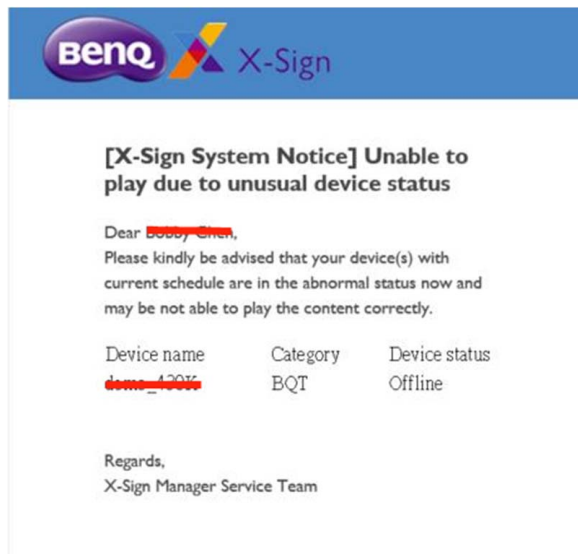 BenQ X-Sign
[X-Sign System Notice] Unable to
play due to unusual device status
Dear
Please kindly be advised that your device(s) with
current schedule are in the abnormal status now and
may be not able to play the content correctly.
Device name Category Device status
BQT Offline
Regards,
X-Sign Manager Service Team